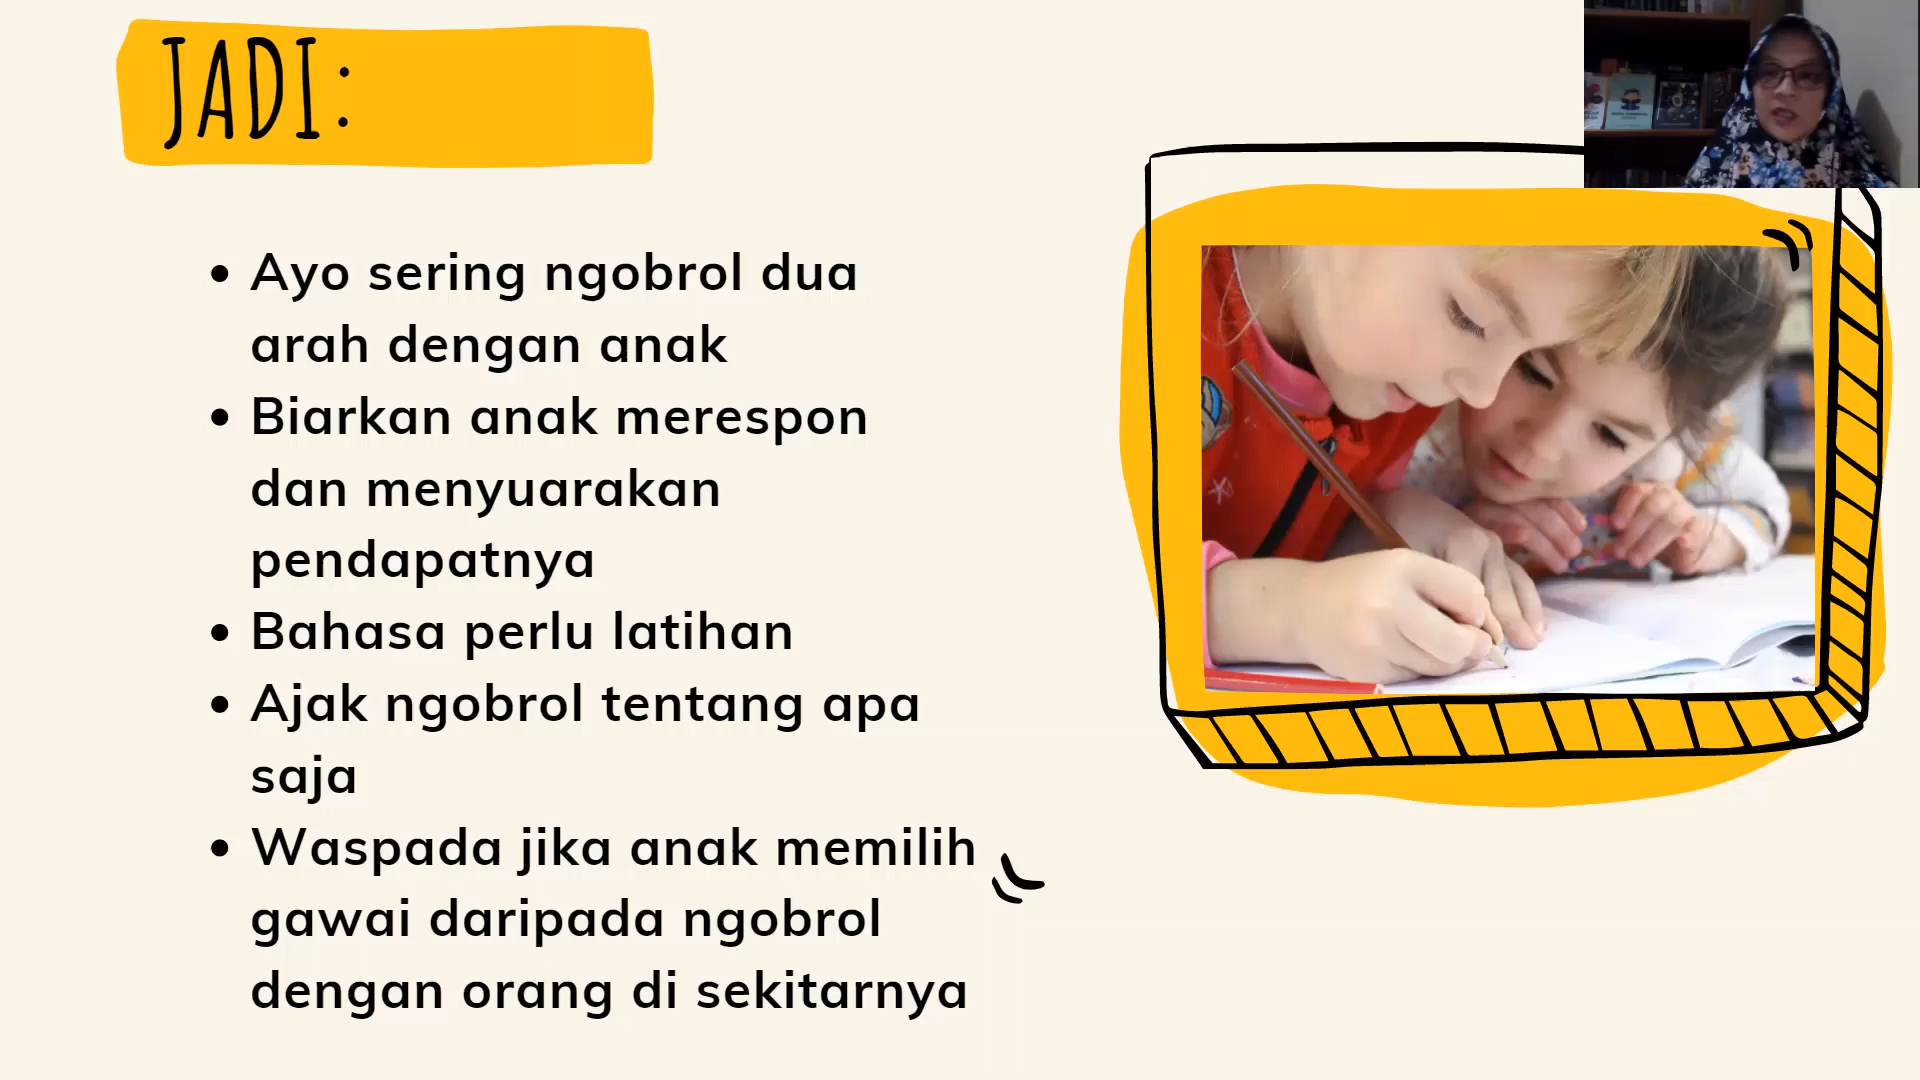 JADI:
• Ayo sering ngobrol dua
arah dengan anak
• Biarkan anak merespon
dan menyuarakan
pendapatnya
• Bahasa perlu latihan
• Ajak ngobrol tentang apa
saja
• Waspada jika anak memilih
gawai daripada ngobrol
dengan orang di sekitarnya